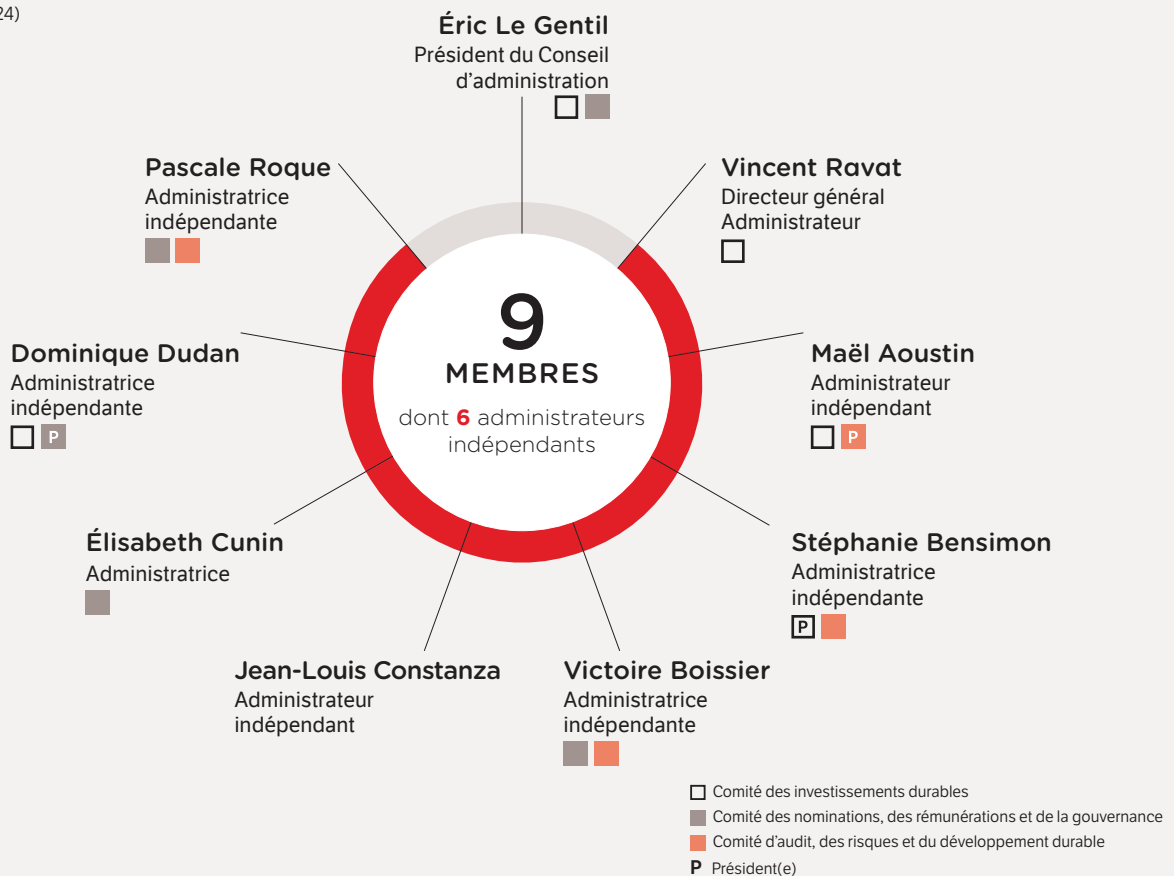 24)
Éric Le Gentil
Président du Conseil
d'administration
Pascale Roque
Administratrice
indépendante
Vincent Ravat
Directeur général
Administrateur
9
MEMBRES
dont 6 administrateurs
indépendants
Dominique Dudan
Administratrice
indépendante
P
Maël Aoustin
Administrateur
indépendant
P
Élisabeth Cunin
Administratrice
Stéphanie Bensimon
Administratrice
indépendante
P
Jean-Louis Constanza
Administrateur
indépendant
Victoire Boissier
Administratrice
indépendante
Comité des investissements durables
Comité des nominations, des rémunérations et de la gouvernance
Comité d'audit, des risques et du développement durable
P Président(e)